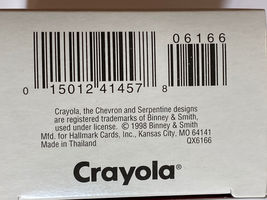 06166
0 15012 41457 8
Crayola, the Chevron and Serpentine designs
are registered trademarks of Binney & Smith,
used under license. © 1998 Binney & Smith
Mfd. for Hallmark Cards, Inc., Kansas City, MO 64141
Made in Thailand QX6166
Crayola®